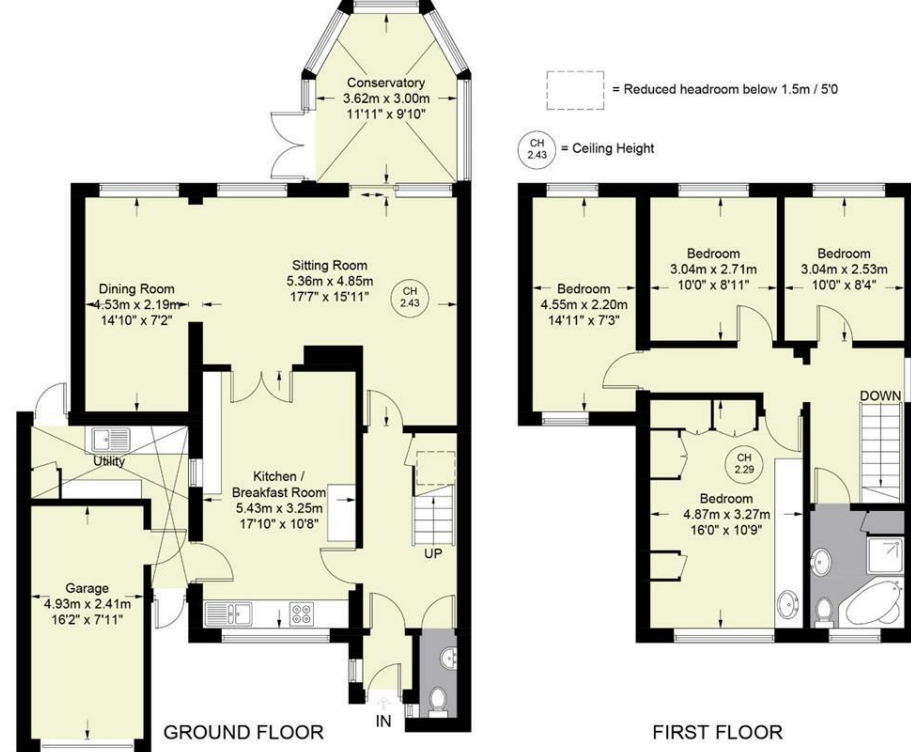 Conservatory
3.62m x 3.00m
11'11" x 9'10"
= Reduced headroom below 1.5m / 5'0
CH
2.43
= Ceiling Height
Dining Room
4.53m x 2.19m
14'10" x 7'2"
Sitting Room
5.36m x 4.85m
17'7" x 15'11"
CH
2.43
Bedroom
4.55m x 2.20m
14'11" x 7'3"
Bedroom
3.04m x 2.71m
10'0" x 8'11"
Bedroom
3.04m x 2.53m
10'0" x 8'4"
DOWN
Utility
Kitchen /
Breakfast Room
5.43m x 3.25m
17'10" x 10'8"
UP
CH
2.29
Bedroom
4.87m x 3.27m
16'0" x 10'9"
Garage
4.93m x 2.41m
16'2" x 7'11"
IN
GROUND FLOOR
FIRST FLOOR